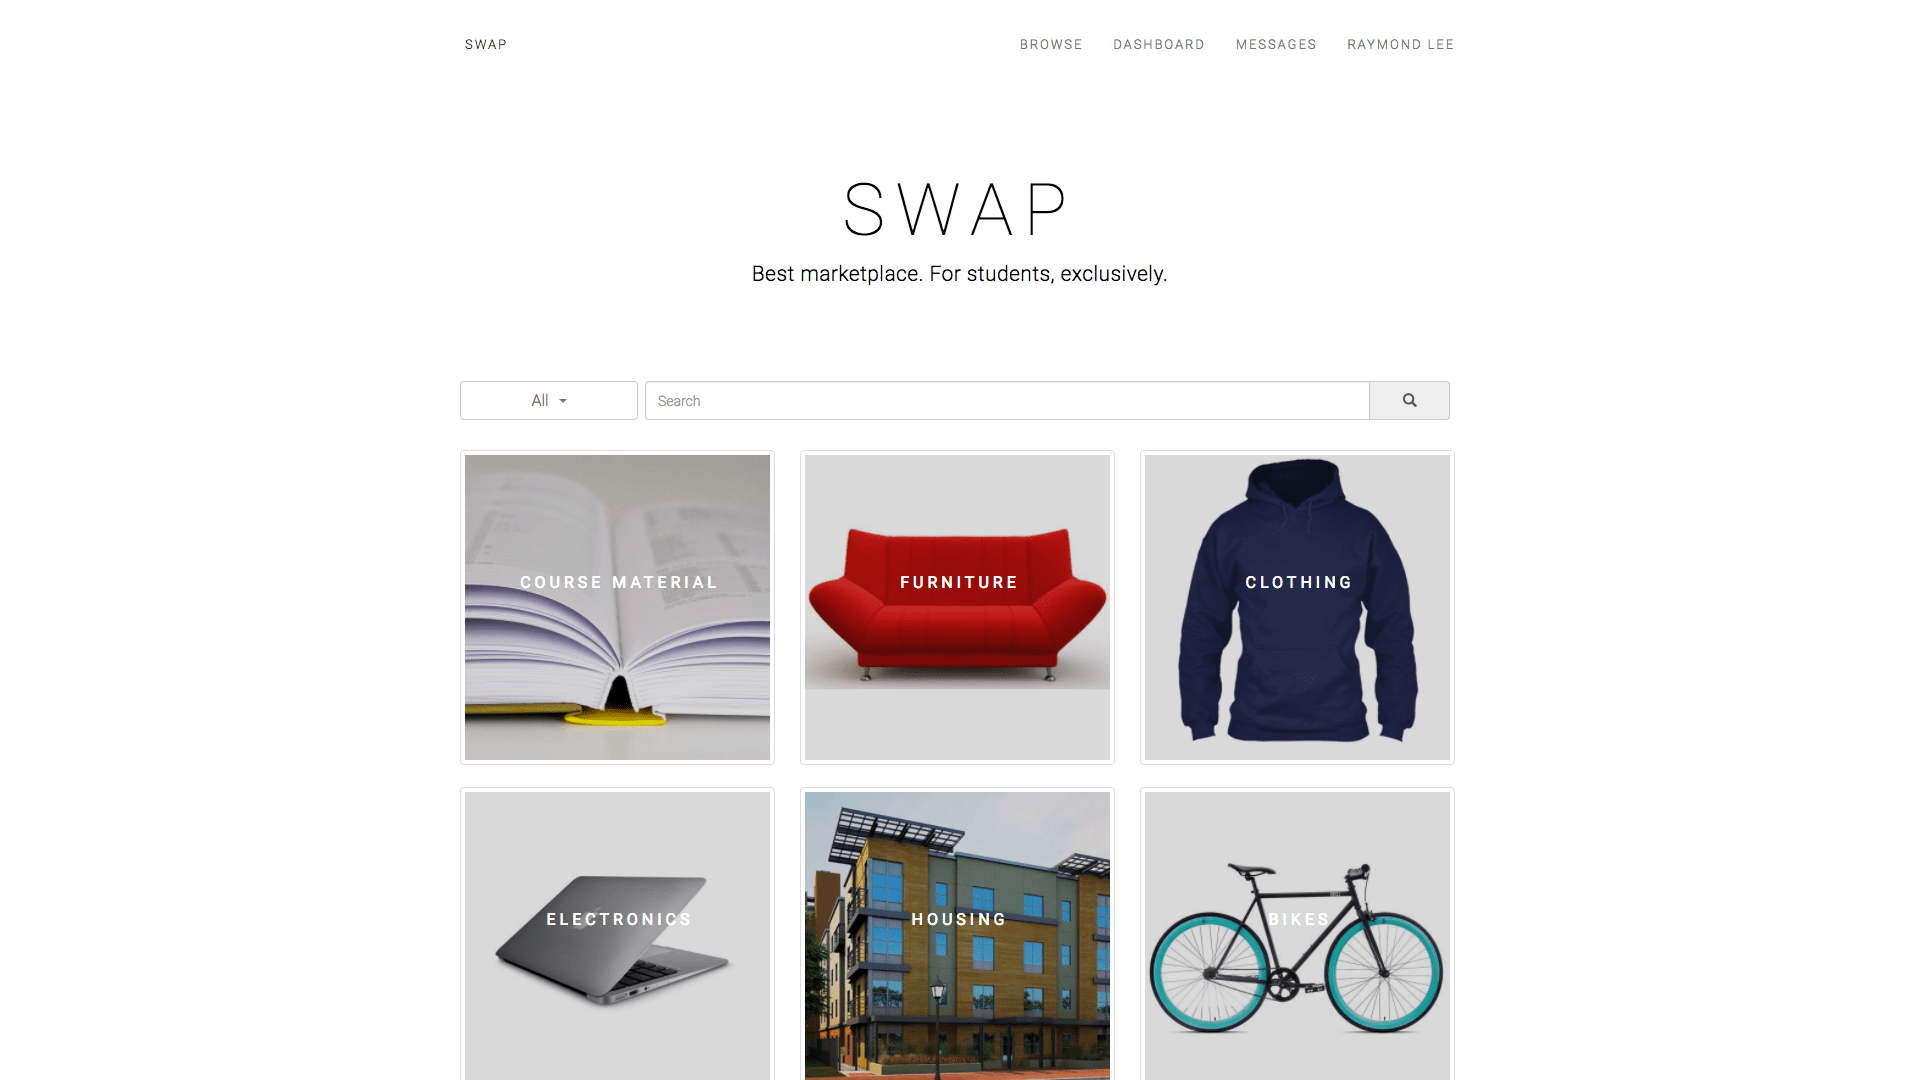 SWAP
BROWSE
DASHBOARD
MESSAGES
RAYMOND LEE
SWAP
Best marketplace. For students, exclusively.
All
Search
COURSE MATERIAL
FURNITURE
CLOTHING
ELECTRONICS
HOUSING
BIKES